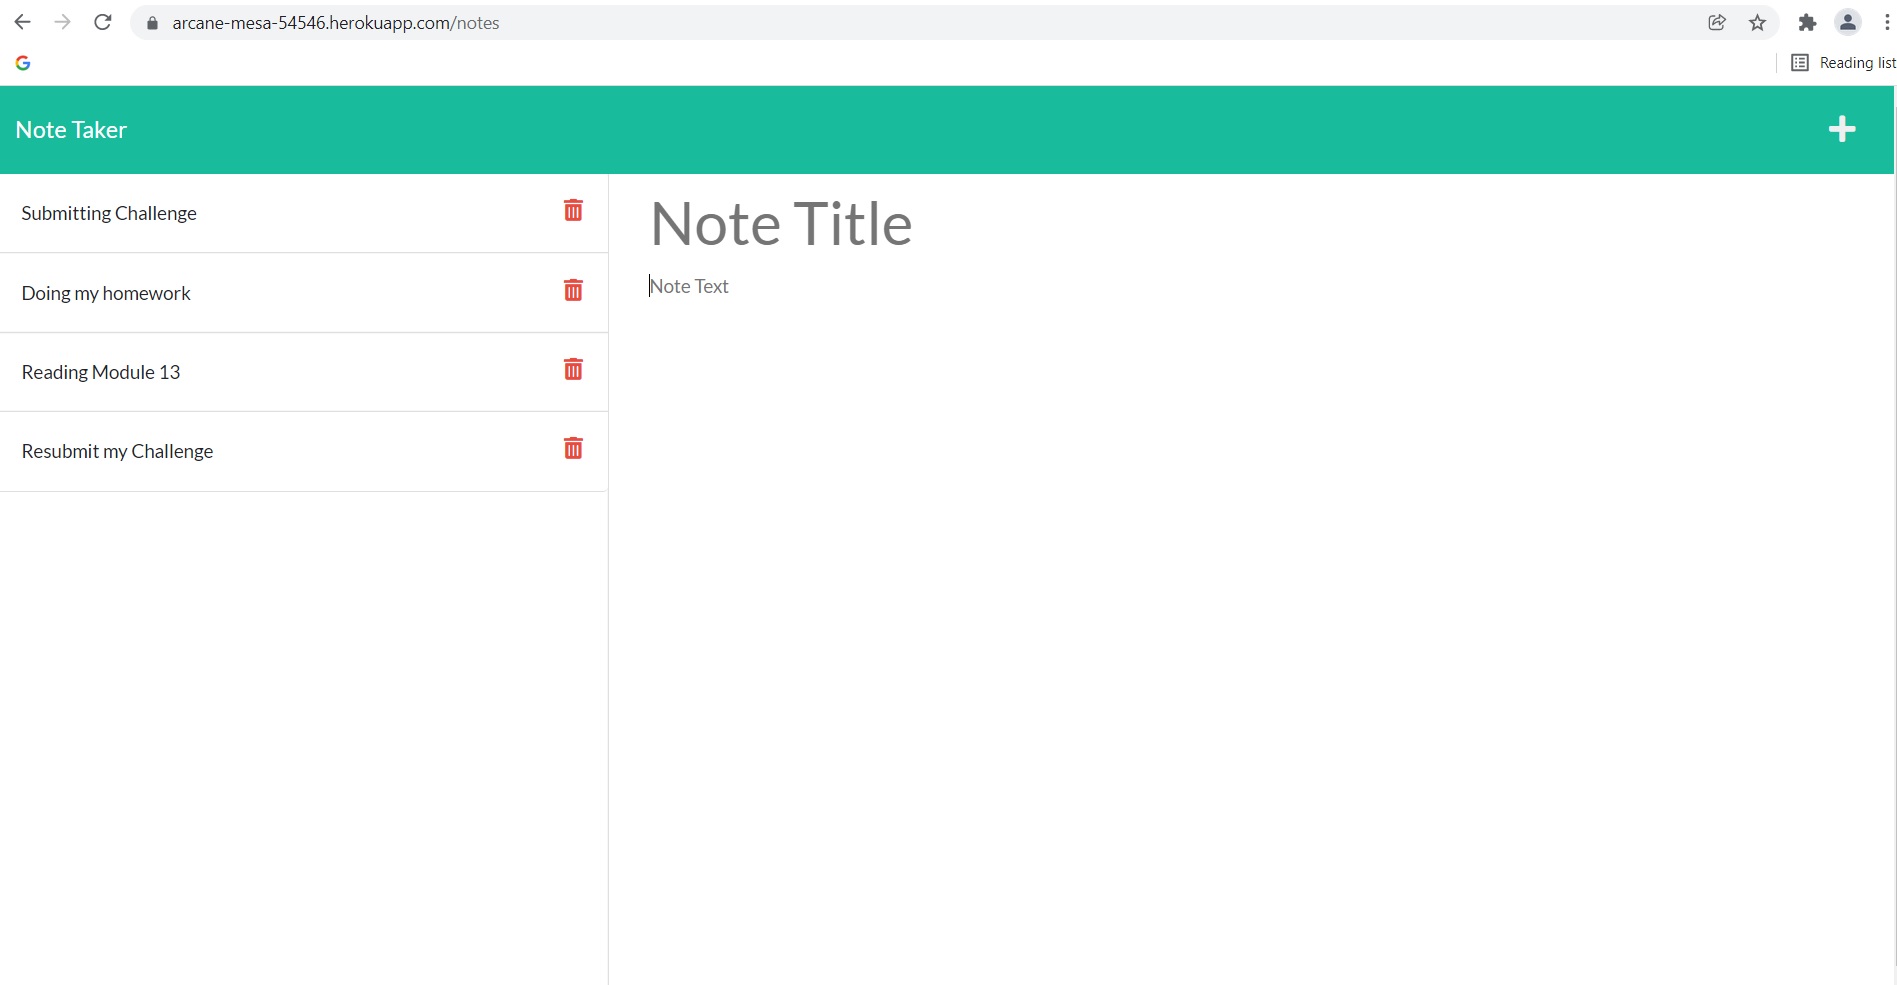 arcane-mesa-54546.herokuapp.com/notes
Reading list
Note Taker
Submitting Challenge
Doing my homework
Reading Module 13
Resubmit my Challenge
Note Title
Note Text